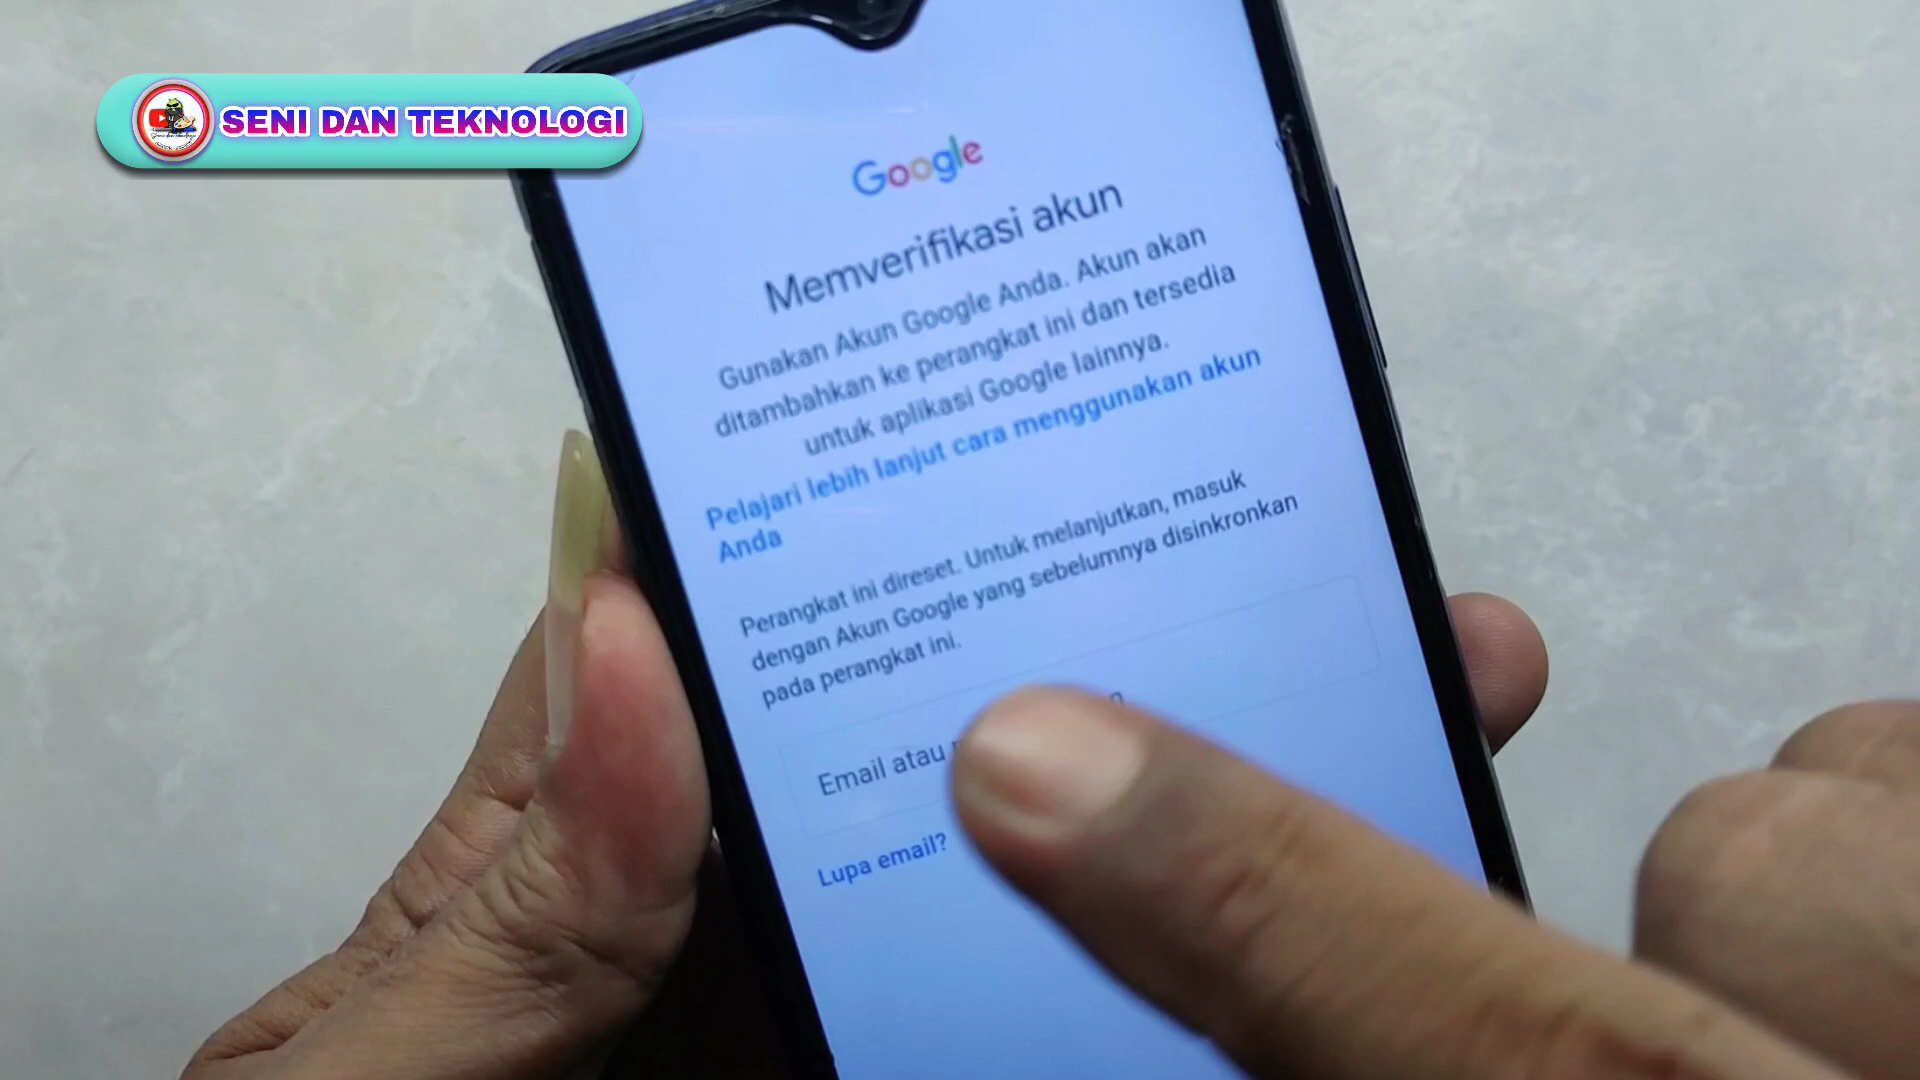 SENI DAN TEKNOLOGI
Google
Memverifikasi akun
Gunakan Akun Google Anda. Akun akan
ditambahkan ke perangkat ini dan tersedia
untuk aplikasi Google lainnya.
Pelajari lebih lanjut cara menggunakan akun
Anda
Perangkat ini direset. Untuk melanjutkan, masuk
dengan Akun Google yang sebelumnya disinkronkan
pada perangkat ini.
Email atau
Lupa email?